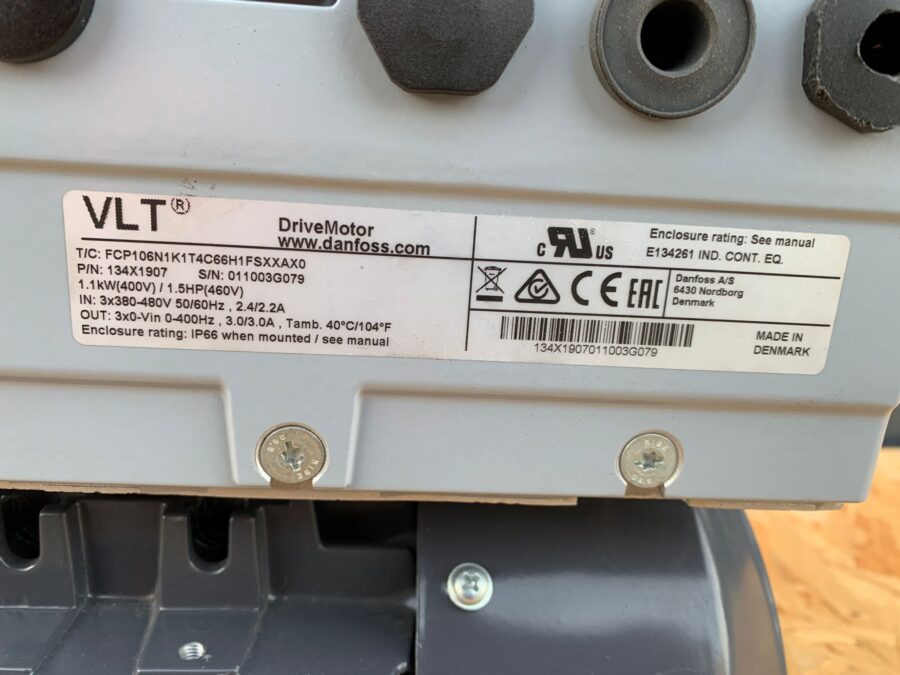 VLT®
DriveMotor
www.danfoss.com
T/C: FCP106N1K1T4C66H1FSXXAX0
P/N: 134X1907 S/N: 011003G079
1.1kW(400V) / 1.5HP(460V)
IN: 3x380-480V 50/60Hz , 2.4/2.2A
OUT: 3x0-Vin 0-400Hz , 3.0/3.0A , Tamb. 40°C/104°F
Enclosure rating: IP66 when mounted / see manual
C RU® US
Enclosure rating: See manual
E134261 IND. CONT. EQ.
CE EAC
Danfoss A/S
6430 Nordborg
Denmark
134X1907011003G079
MADE IN
DENMARK